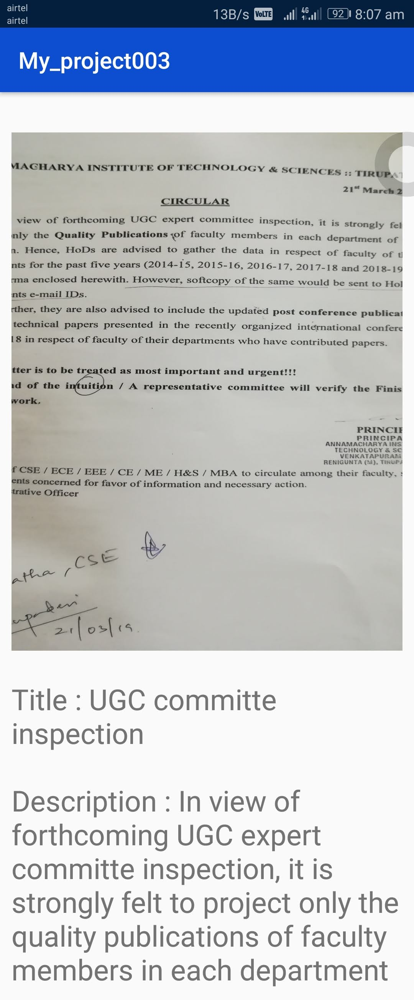 airtel
airtel
13B/s VoLTE 4G 92 8:07 am
My_project003
MACHARYA INSTITUTE OF TECHNOLOGY & SCIENCES :: TIRUPAT
21st March 2
CIRCULAR
view of forthcoming UGC expert committee inspection, it is strongly fel
nly the Quality Publications of faculty members in each department of
n. Hence, HoDs are advised to gather the data in respect of faculty of t
nts for the past five years (2014-15, 2015-16, 2016-17, 2017-18 and 2018-19
rma enclosed herewith. However, softcopy of the same would be sent to Ho
nts e-mail IDs.
rther, they are also advised to include the updated post conference publicat
technical papers presented in the recently organized international confere
18 in respect of faculty of their departments who have contributed papers.
tter is to be treated as most important and urgent!!!
ad of the intuition / A representative committee will verify the Finis
work.
PRINCIP
PRINCIPA
ANNAMACHARYA INS
TECHNOLOGY & SC
VENKATAPURAM
RENIGUNTA (M), TIRUPA
f CSE / ECE / EEE / CE / ME / H&S / MBA to circulate among their faculty, s
ents concerned for favor of information and necessary action.
trative Officer
atha, CSE
21/03/19.
Title : UGC committe
inspection
Description : In view of
forthcoming UGC expert
committe inspection, it is
strongly felt to project only the
quality publications of faculty
members in each department